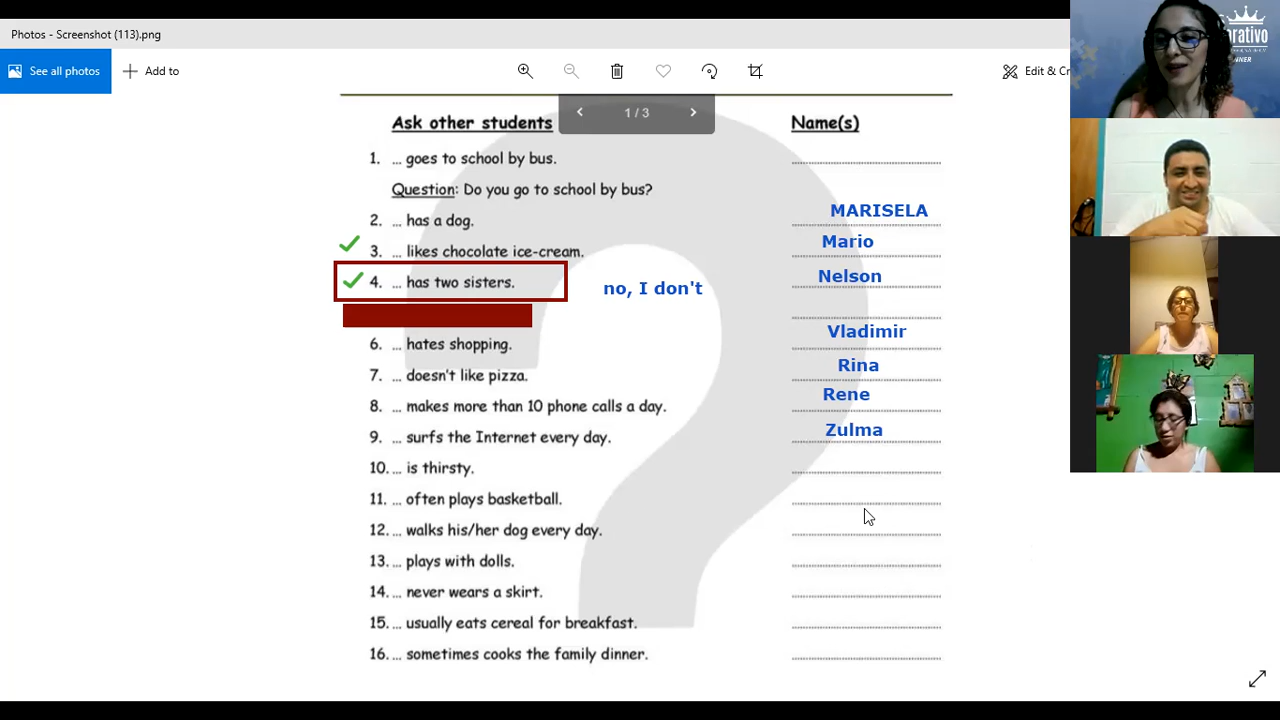 Photos - Screenshot (113).png
See all photos
Add to
Edit & Cr
rativo
NNER
1 / 3
Ask other students
Name(s)
1. ... goes to school by bus.
Question: Do you go to school by bus?
2. ... has a dog. MARISELA
3. ... likes chocolate ice-cream. Mario
4. ... has two sisters. no, I don't Nelson
6. ... hates shopping. Vladimir
7. ... doesn't like pizza. Rina
8. ... makes more than 10 phone calls a day. Rene
9. ... surfs the Internet every day. Zulma
10. ... is thirsty.
11. ... often plays basketball.
12. ... walks his/her dog every day.
13. ... plays with dolls.
14. ... never wears a skirt.
15. ... usually eats cereal for breakfast.
16. ... sometimes cooks the family dinner.